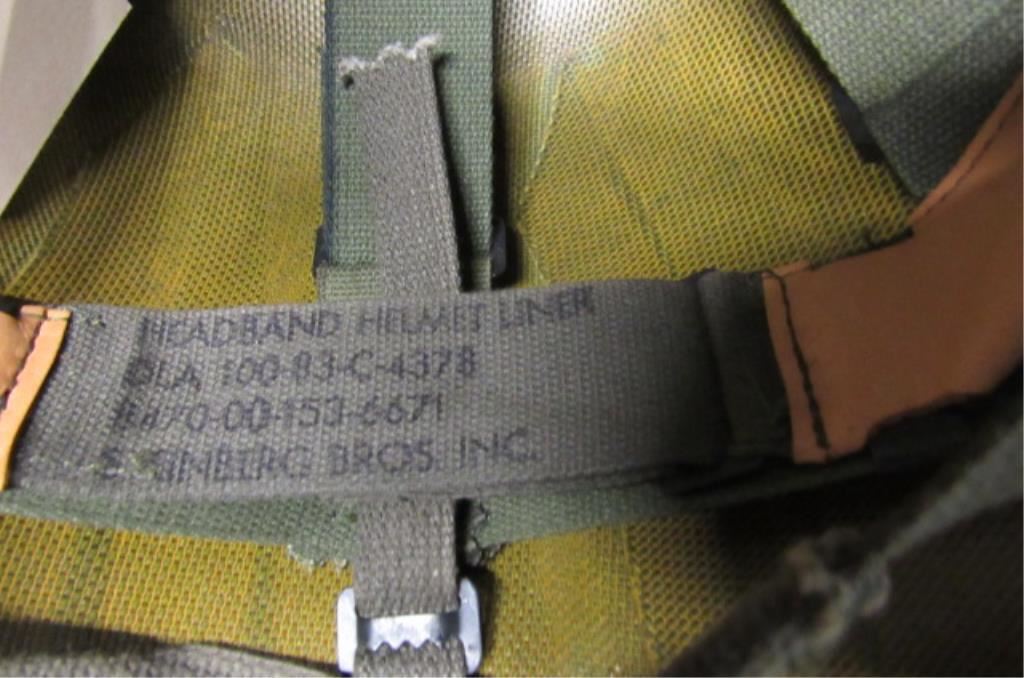 HEADBAND HELMET LINER
DLA 100-83-C-4378
8470-00-153-6671
BROS. INC.